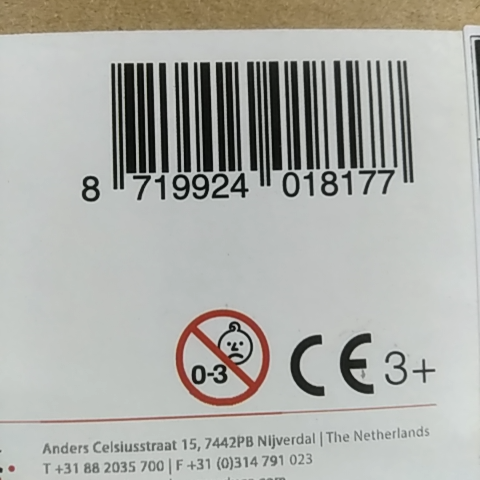 8 719924 018177
0-3 CE 3+
Anders Celsiusstraat 15, 7442PB Nijverdal | The Netherlands
T +31 88 2035 700 | F +31 (0)314 791 023